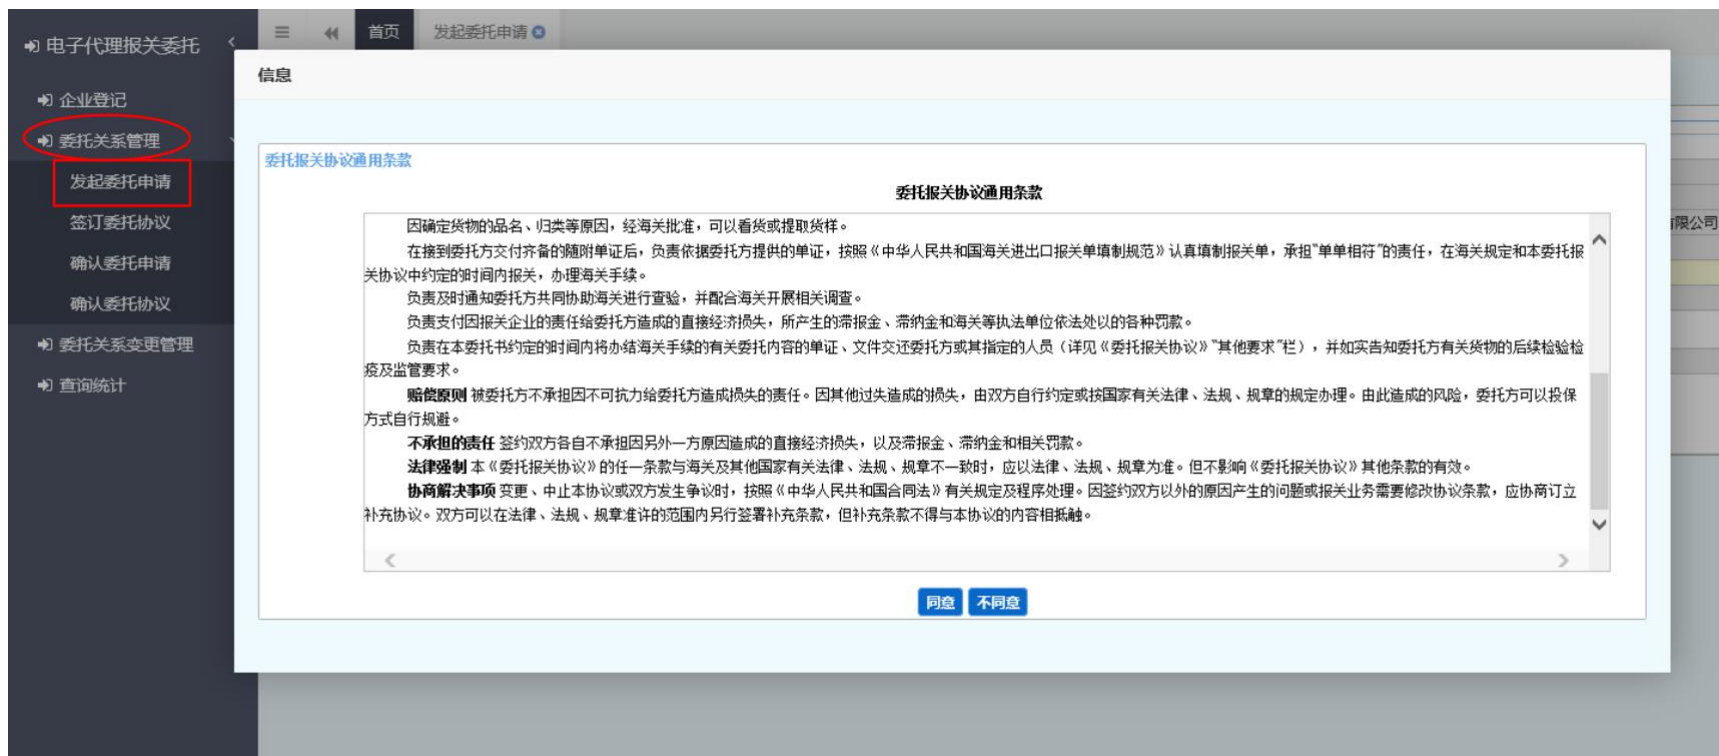 电子代理报关委托
首页
发起委托申请
信息
企业登记
委托关系管理
发起委托申请
签订委托协议
确认委托申请
确认委托协议
委托关系变更管理
查询统计
委托报关协议通用条款
委托报关协议通用条款
因确定货物的品名、归类等原因，经海关批准，可以看货或提取货样。
在接到委托方交付齐备的随附单证后，负责依据委托方提供的单证，按照《中华人民共和国海关进出口报关单填制规范》认真填制报关单，承担"单单相符"的责任，在海关规定和本委托报
关协议中约定的时间内报关，办理海关手续。
负责及时通知委托方共同协助海关进行查验，并配合海关开展相关调查。
负责支付因报关企业的责任给委托方造成的直接经济损失，所产生的滞报金、滞纳金和海关等执法单位依法处以的各种罚款。
负责在本委托书约定的时间内将办结海关手续的有关委托内容的单证、文件交还委托方或其指定的人员（详见《委托报关协议》"其他要求"栏），并如实告知委托方有关货物的后续检验检
疫及监管要求。
赔偿原则 被委托方不承担因不可抗力给委托方造成损失的责任。因其他过失造成的损失，由双方自行约定或按国家有关法律、法规、规章的规定办理。由此造成的风险，委托方可以投保
方式自行规避。
不承担的责任 签约双方各自不承担因另外一方原因造成的直接经济损失，以及滞报金、滞纳金和相关罚款。
法律强制 本《委托报关协议》的任一条款与海关及其他国家有关法律、法规、规章不一致时，应以法律、法规、规章为准。但不影响《委托报关协议》其他条款的有效。
协商解决事项 变更、中止本协议或双方发生争议时，按照《中华人民共和国合同法》有关规定及程序处理。因签约双方以外的原因产生的问题或报关业务需要修改协议条款，应协商订立
补充协议。双方可以在法律、法规、规章准许的范围内另行签署补充条款，但补充条款不得与本协议的内容相抵触。
同意 不同意
限公司